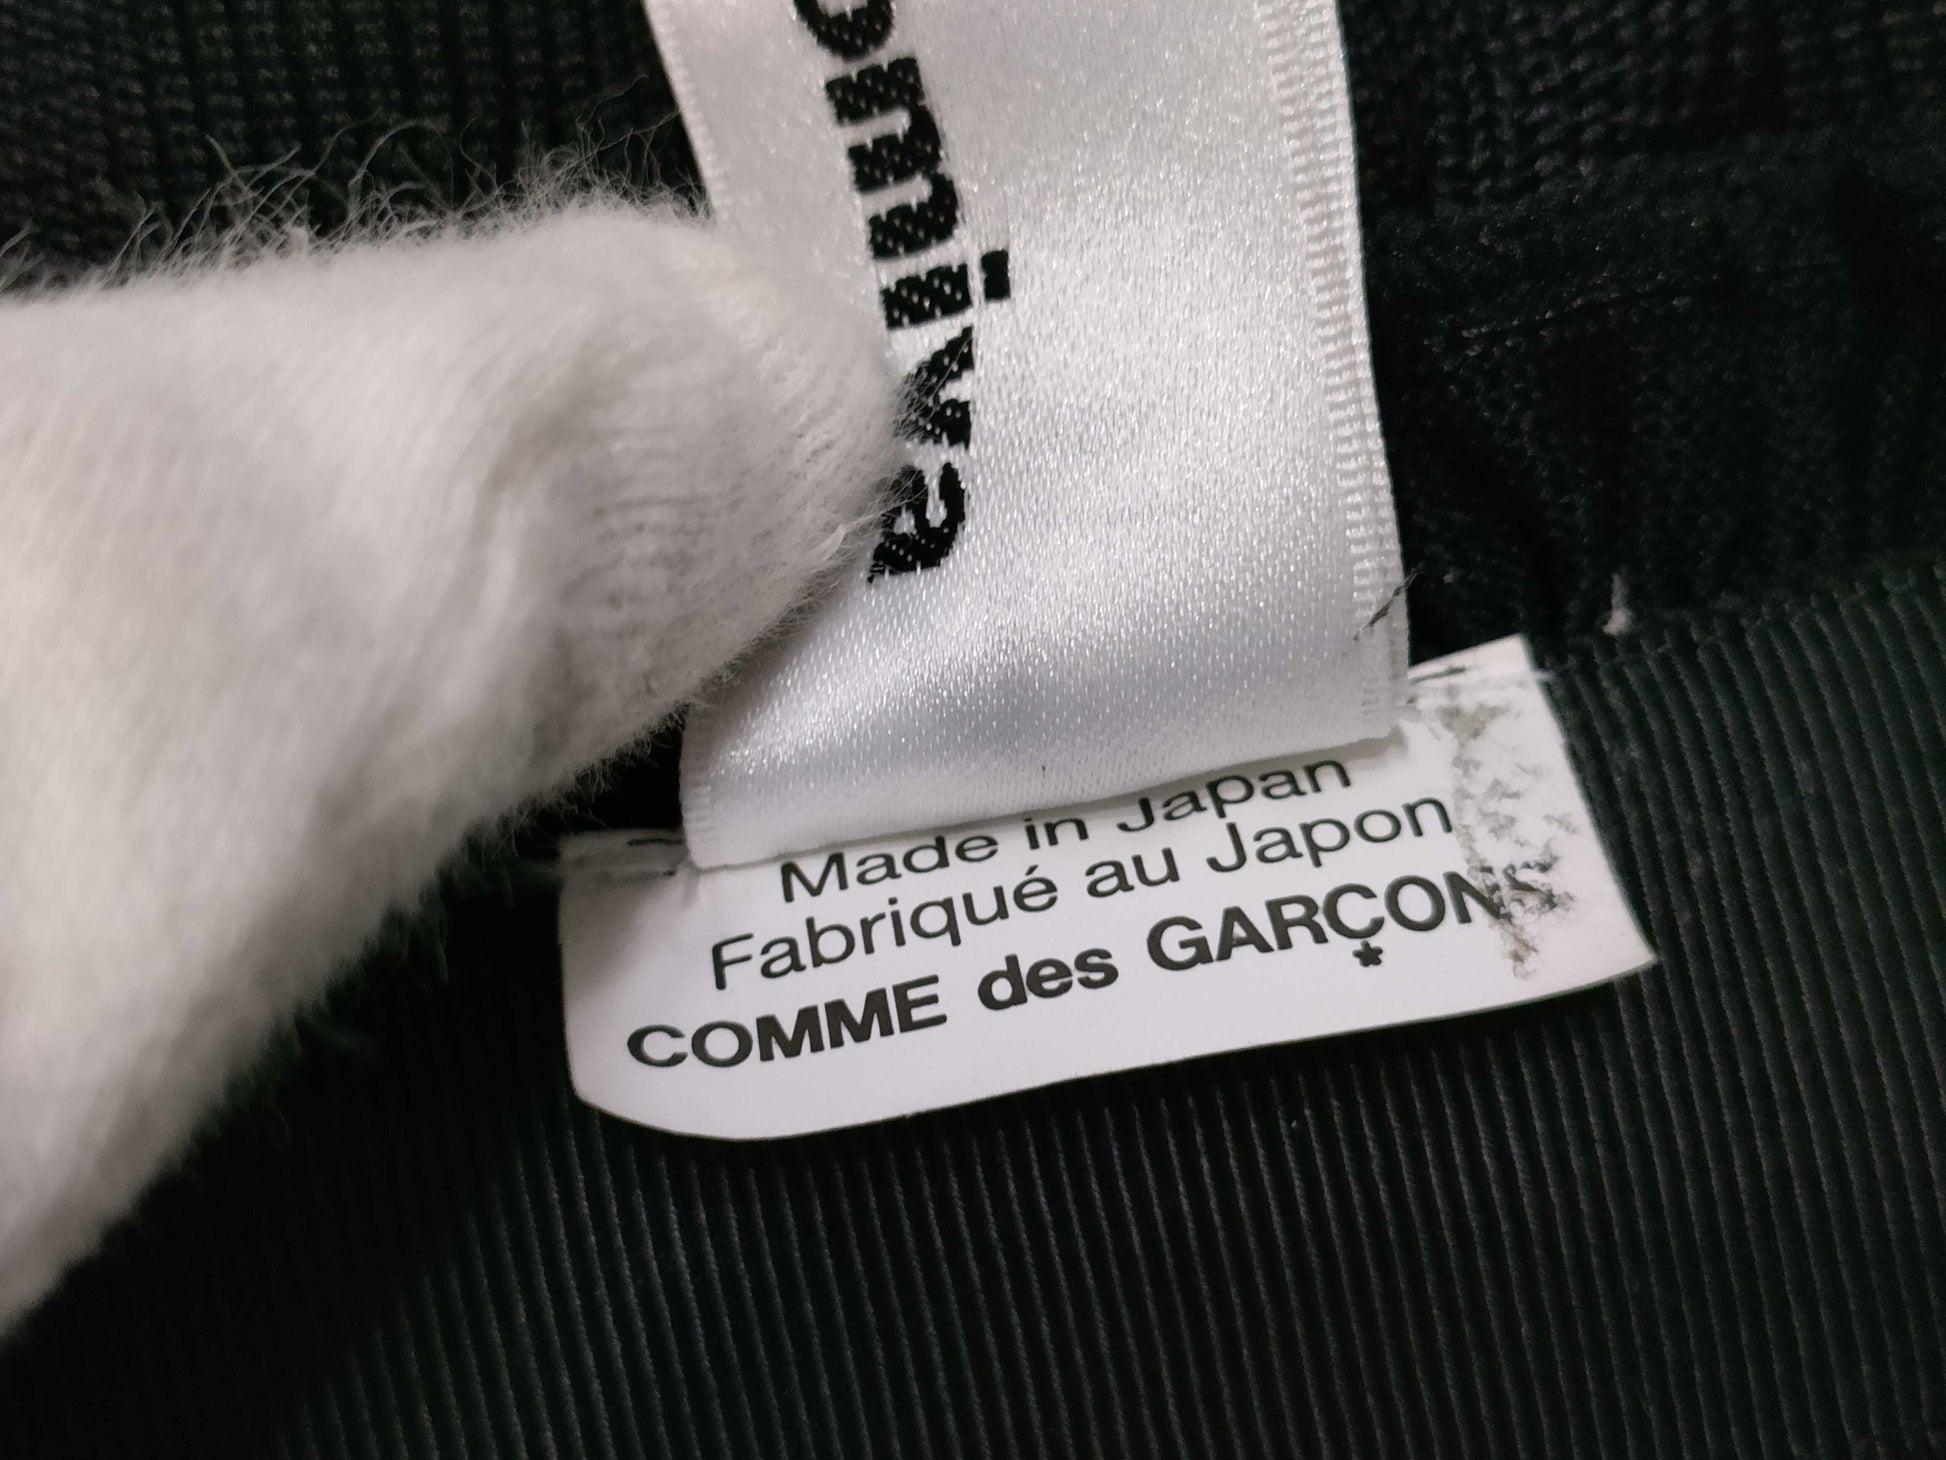 Made in Japan
Fabriqué au Japon
COMME des GARÇONS